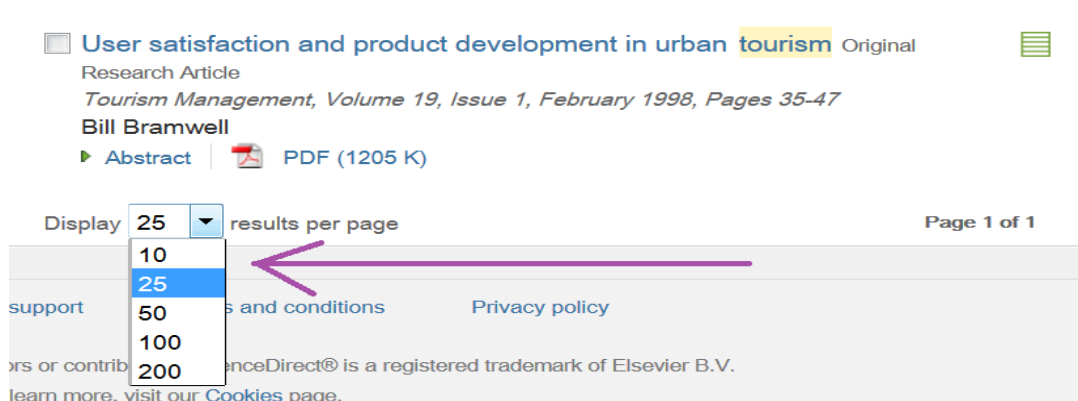 User satisfaction and product development in urban tourism Original
Research Article
Tourism Management, Volume 19, Issue 1, February 1998, Pages 35-47
Bill Bramwell
Abstract PDF (1205 K)
Display 25 results per page Page 1 of 1
10
25
support and conditions Privacy policy
50
100
or contrib enceDirect® is a registered trademark of Elsevier B.V.
200
learn more, visit our Cookies page.